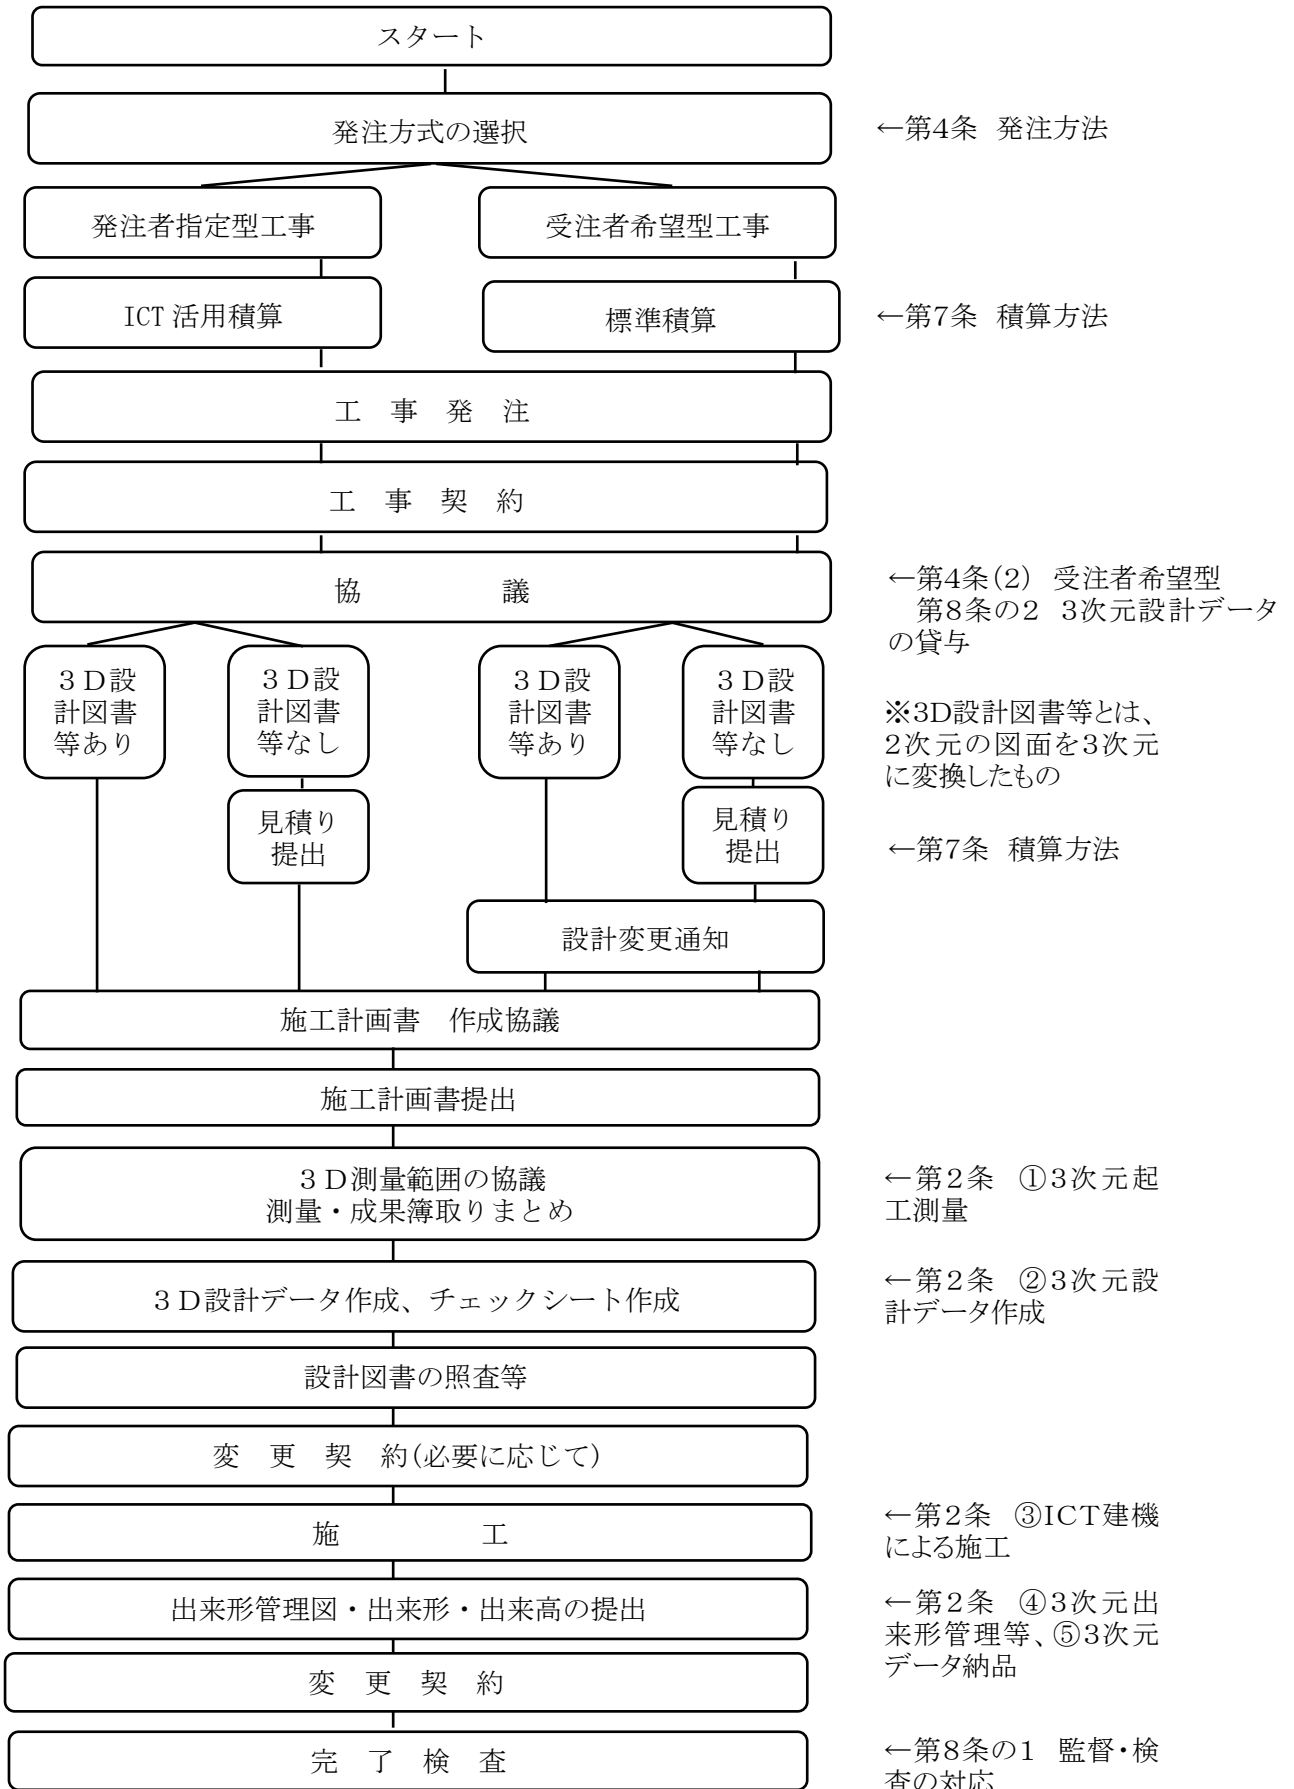 スタート
発注方式の選択
←第4条 発注方法
発注者指定型工事
受注者希望型工事
ICT 活用積算
標準積算
←第7条 積算方法
工 事 発 注
工 事 契 約
協 議
←第4条(2) 受注者希望型
第8条の2 3次元設計データ
の貸与
3D設
計図書
等あり
3D設
計図書
等なし
3D設
計図書
等あり
3D設
計図書
等なし
※3D設計図書等とは、
2次元の図面を3次元
に変換したもの
見積り
提出
見積り
提出
←第7条 積算方法
設計変更通知
施工計画書 作成協議
施工計画書提出
3D測量範囲の協議
測量・成果簿取りまとめ
←第2条 ①3次元起
工測量
3D設計データ作成、チェックシート作成
←第2条 ②3次元設
計データ作成
設計図書の照査等
変 更 契 約(必要に応じて)
施 工
←第2条 ③ICT建機
による施工
出来形管理図・出来形・出来高の提出
←第2条 ④3次元出
来形管理等、⑤3次元
データ納品
変 更 契 約
完 了 検 査
←第8条の1 監督・検
査の対応